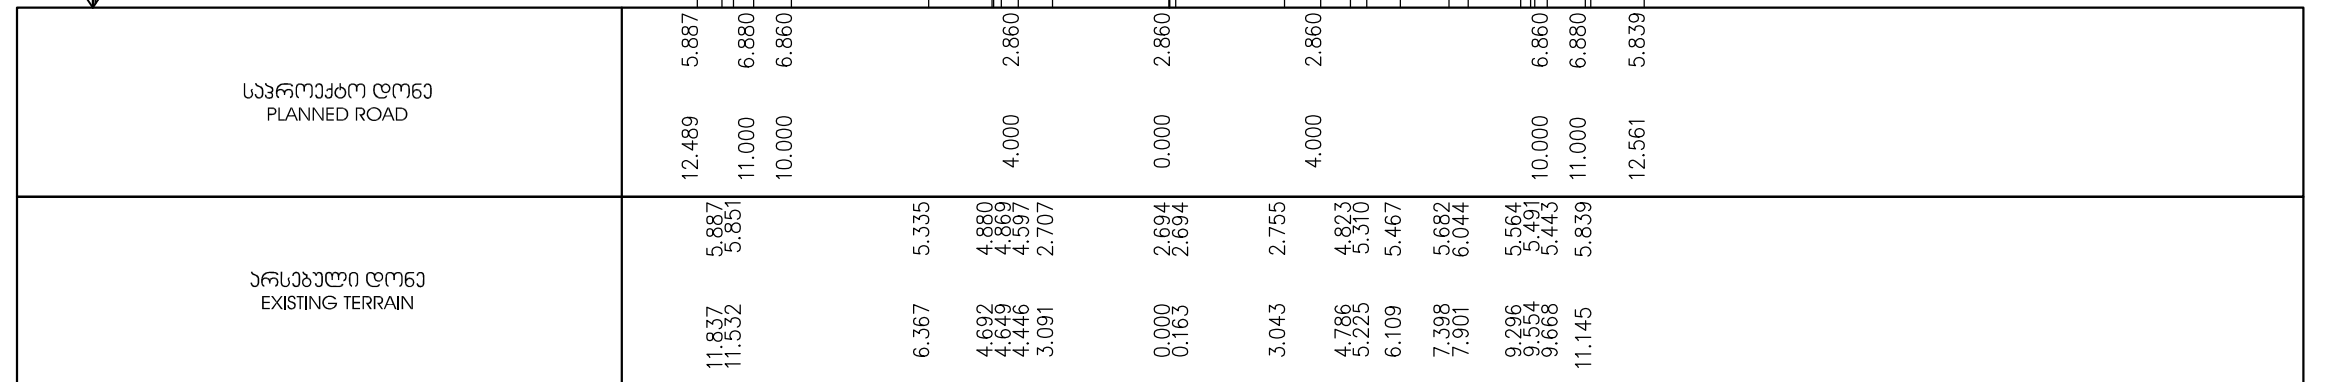 საპროექტო დონე
PLANNED ROAD
5.887 6.880 6.860 2.860 2.860 2.860 6.860 6.880 5.839
12.489 11.000 10.000 4.000 0.000 4.000 10.000 11.000 12.561
არსებული დონე
EXISTING TERRAIN
5.887 5.851 5.335 4.880 4.869 4.597 2.707 2.694 2.694 2.755 4.823 5.310 5.467 5.682 6.044 5.564 5.491 5.443 5.839
11.837 11.532 6.367 4.692 4.649 4.446 3.091 0.000 0.163 3.043 4.786 5.225 6.109 7.398 7.901 9.296 9.554 9.668 11.145